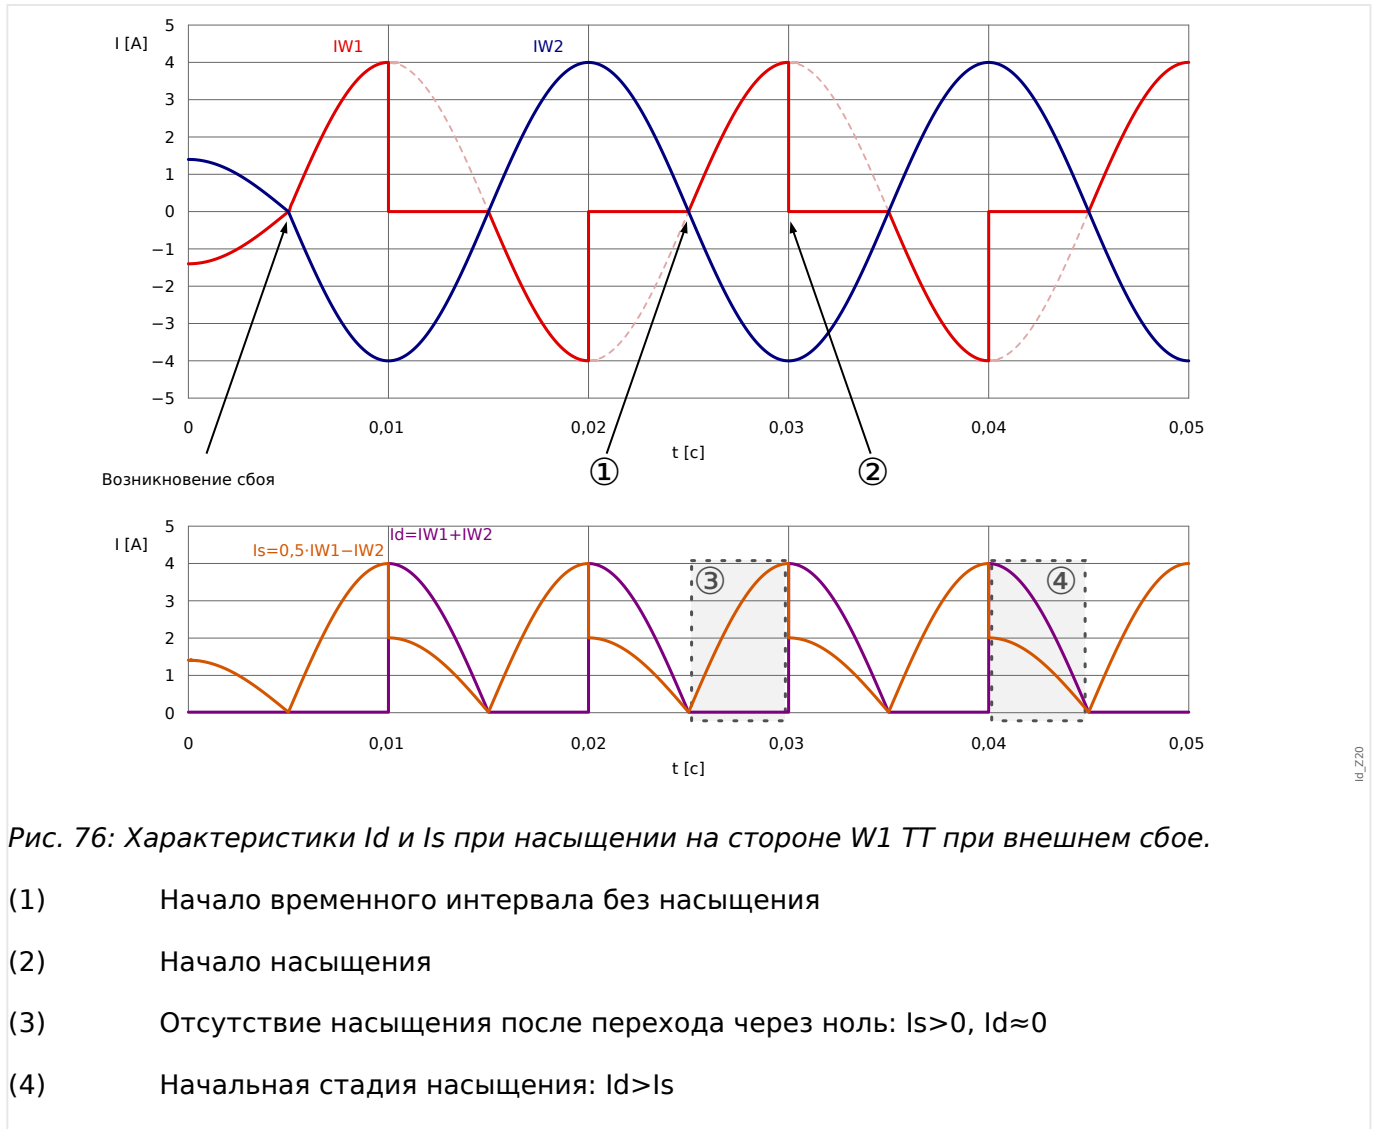 I [A]
IW1
IW2
5
4
3
2
1
0
−1
−2
−3
−4
−5
0
0,01
0,02
0,03
0,04
0,05
t [c]
Возникновение сбоя
①
②
I [A]
Id=IW1+IW2
Is=0,5·IW1−IW2
5
4
3
2
1
0
③
④
0
0,01
0,02
0,03
0,04
0,05
t [c]
Id_Z20
Рис. 76: Характеристики Id и Is при насыщении на стороне W1 ТТ при внешнем сбое.
(1) Начало временного интервала без насыщения
(2) Начало насыщения
(3) Отсутствие насыщения после перехода через ноль: Is>0, Id≈0
(4) Начальная стадия насыщения: Id>Is